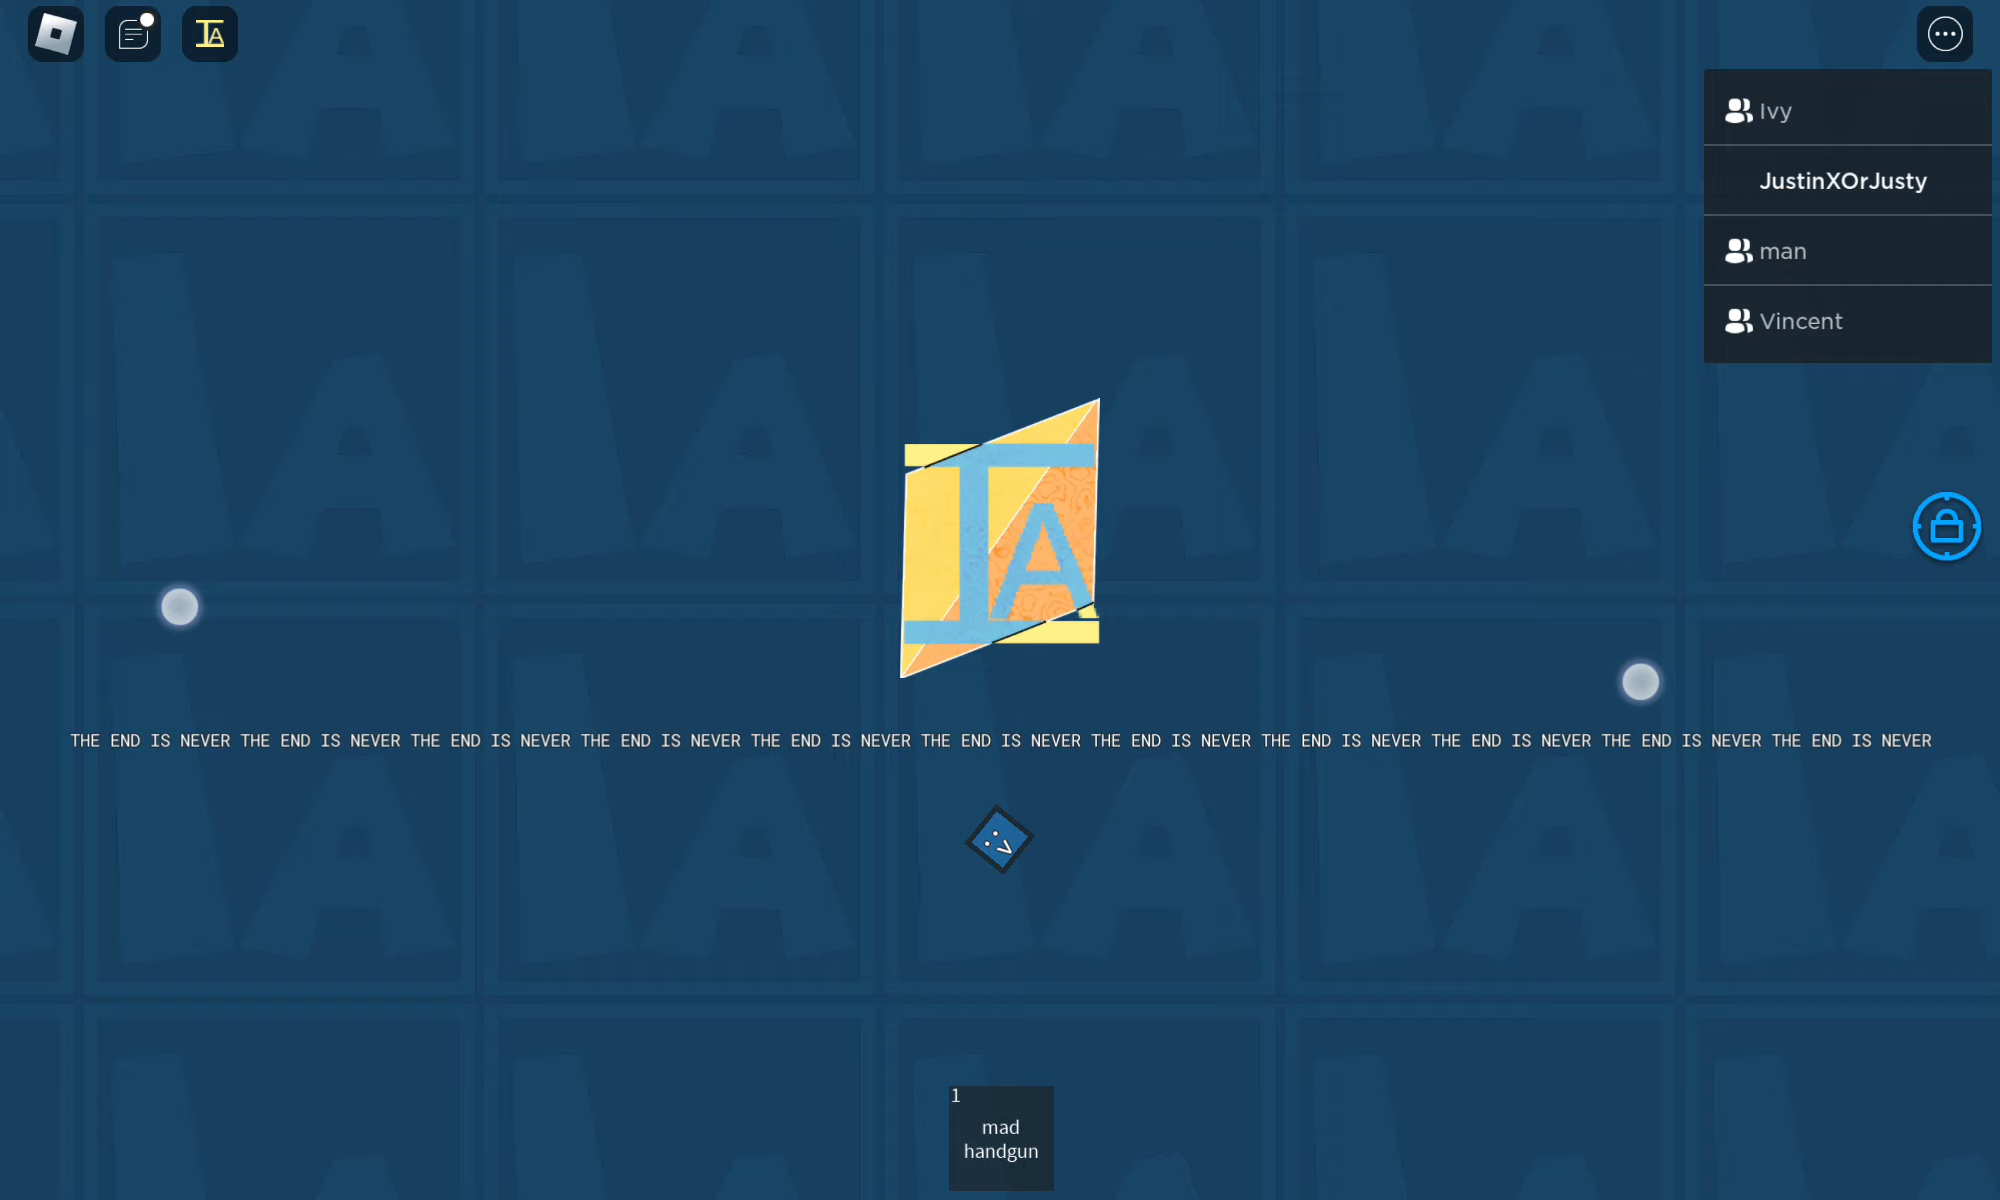 IA
Ivy
JustinXOrJusty
man
Vincent
IA
THE END IS NEVER THE END IS NEVER THE END IS NEVER THE END IS NEVER THE END IS NEVER THE END IS NEVER THE END IS NEVER THE END IS NEVER THE END IS NEVER THE END IS NEVER THE END IS NEVER
:v
1
mad
handgun